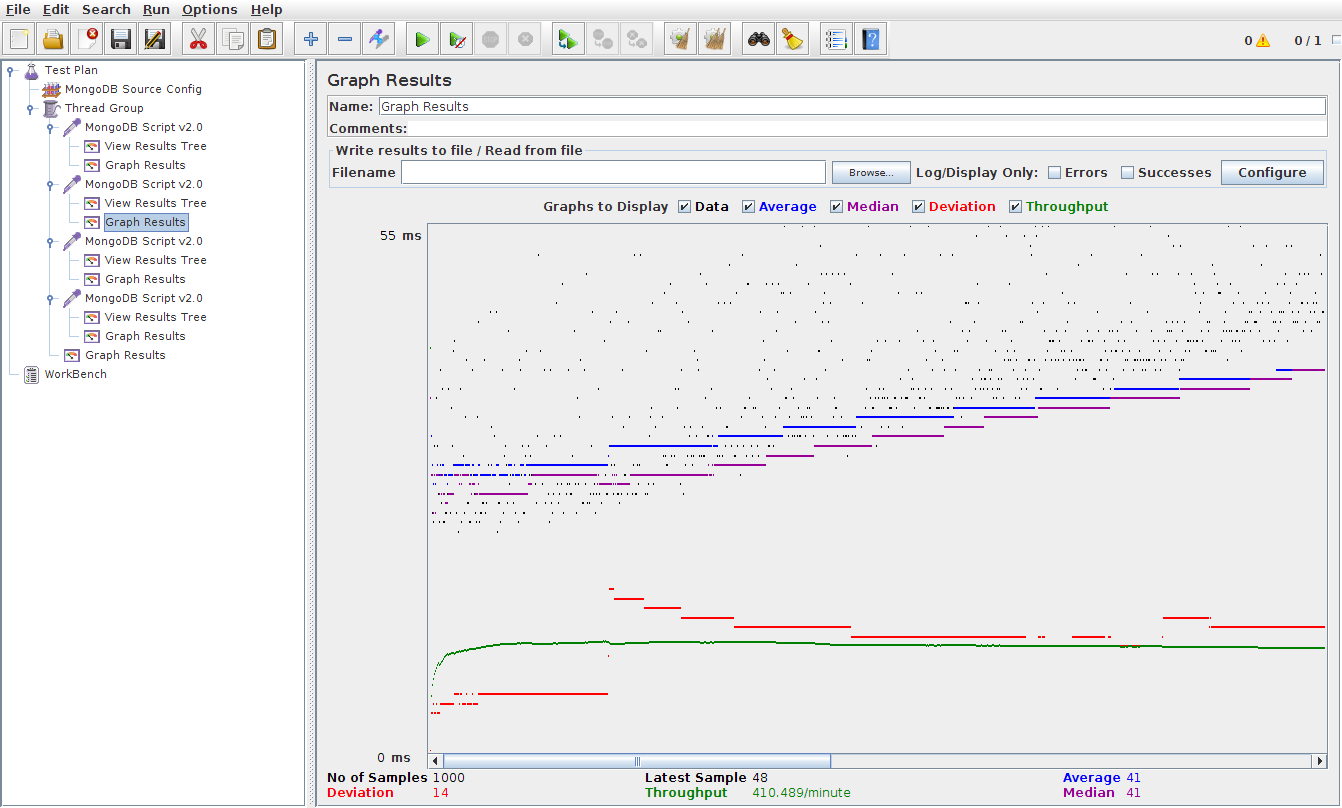 File Edit Search Run Options Help
0 0 / 1
Test Plan
MongoDB Source Config
Thread Group
MongoDB Script v2.0
View Results Tree
Graph Results
MongoDB Script v2.0
View Results Tree
Graph Results
MongoDB Script v2.0
View Results Tree
Graph Results
MongoDB Script v2.0
View Results Tree
Graph Results
Graph Results
WorkBench
Graph Results
Name: Graph Results
Comments:
Write results to file / Read from file
Filename Browse... Log/Display Only: Errors Successes Configure
Graphs to Display Data Average Median Deviation Throughput
55 ms
0 ms
No of Samples 1000 Latest Sample 48 Average 41
Deviation 14 Throughput 410.489/minute Median 41